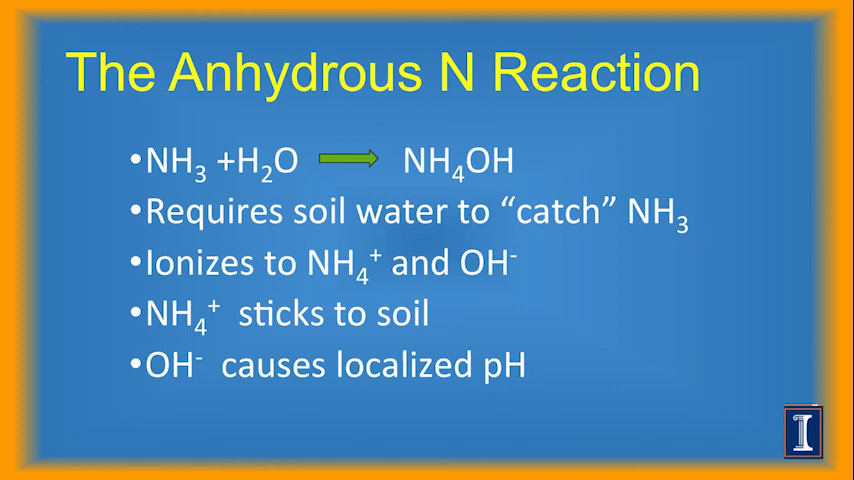 The Anhydrous N Reaction
•NH₃ +H₂O → NH₄OH
•Requires soil water to “catch” NH₃
•Ionizes to NH₄⁺ and OH⁻
•NH₄⁺ sticks to soil
•OH⁻ causes localized pH
I